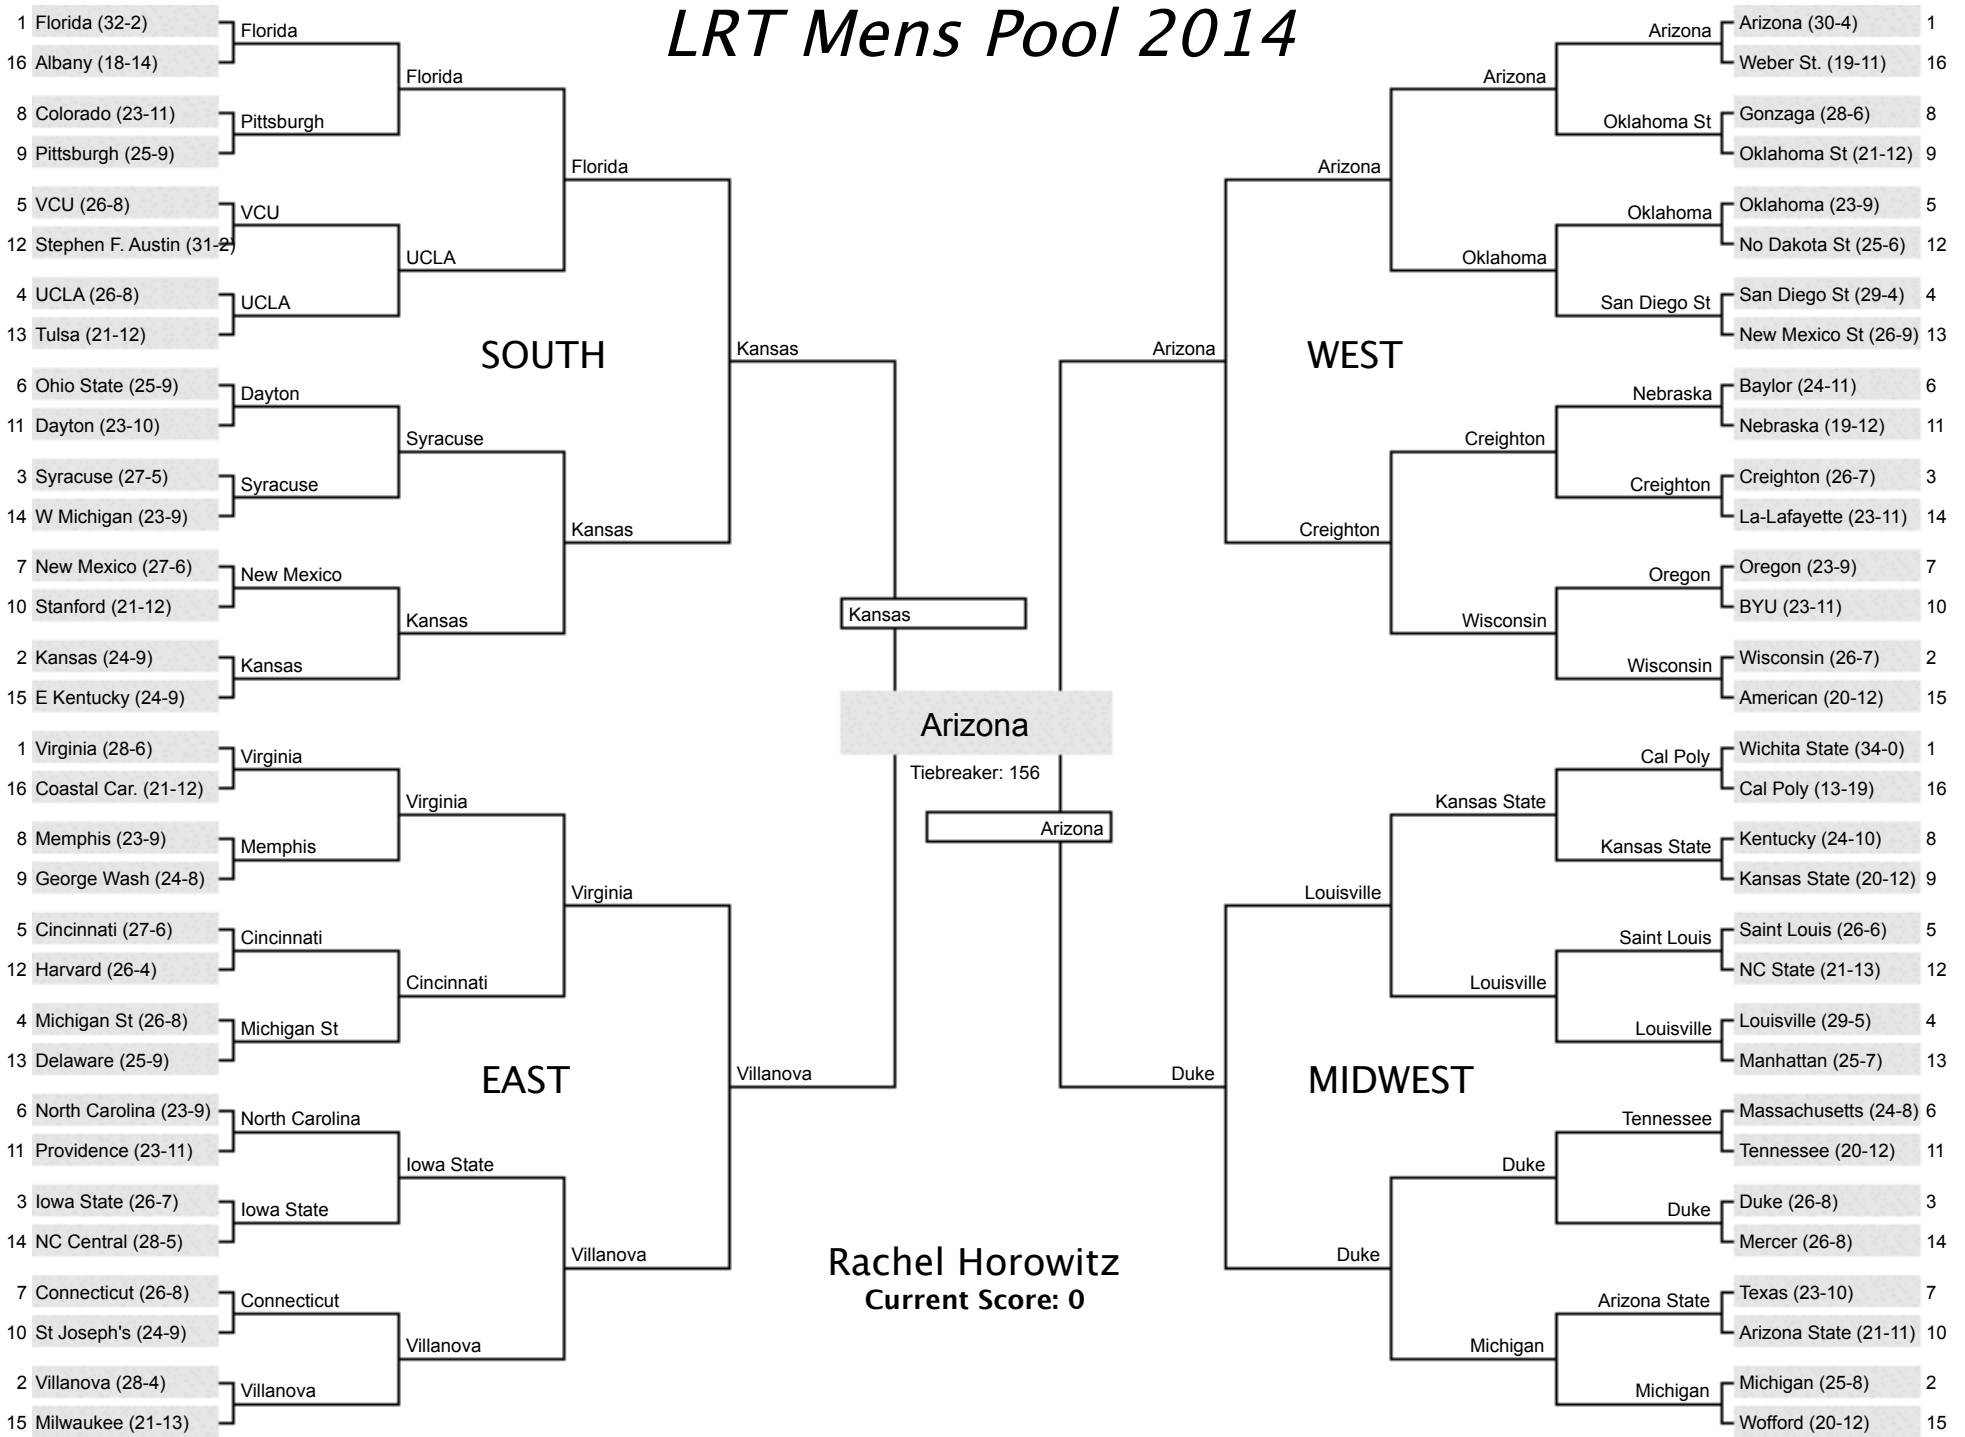 LRT Mens Pool 2014
1 Florida (32-2)
16 Albany (18-14)
8 Colorado (23-11)
9 Pittsburgh (25-9)
5 VCU (26-8)
12 Stephen F. Austin (31-2)
4 UCLA (26-8)
13 Tulsa (21-12)
6 Ohio State (25-9)
11 Dayton (23-10)
3 Syracuse (27-5)
14 W Michigan (23-9)
7 New Mexico (27-6)
10 Stanford (21-12)
2 Kansas (24-9)
15 E Kentucky (24-9)
Florida
Pittsburgh
VCU
UCLA
Dayton
Syracuse
New Mexico
Kansas
Florida
UCLA
Syracuse
Kansas
Florida
Kansas
SOUTH
Kansas
1 Virginia (28-6)
16 Coastal Car. (21-12)
8 Memphis (23-9)
9 George Wash (24-8)
5 Cincinnati (27-6)
12 Harvard (26-4)
4 Michigan St (26-8)
13 Delaware (25-9)
6 North Carolina (23-9)
11 Providence (23-11)
3 Iowa State (26-7)
14 NC Central (28-5)
7 Connecticut (26-8)
10 St Joseph's (24-9)
2 Villanova (28-4)
15 Milwaukee (21-13)
Virginia
Memphis
Cincinnati
Michigan St
North Carolina
Iowa State
Connecticut
Villanova
Virginia
Cincinnati
Iowa State
Villanova
Virginia
Villanova
EAST
Villanova
Kansas
Arizona
Tiebreaker: 156
Arizona
Rachel Horowitz
Current Score: 0
Arizona
WEST
Arizona
Creighton
Arizona
Oklahoma
Creighton
Wisconsin
Arizona
Oklahoma St
Oklahoma
San Diego St
Nebraska
Creighton
Oregon
Wisconsin
Arizona (30-4) 1
Weber St. (19-11) 16
Gonzaga (28-6) 8
Oklahoma St (21-12) 9
Oklahoma (23-9) 5
No Dakota St (25-6) 12
San Diego St (29-4) 4
New Mexico St (26-9) 13
Baylor (24-11) 6
Nebraska (19-12) 11
Creighton (26-7) 3
La-Lafayette (23-11) 14
Oregon (23-9) 7
BYU (23-11) 10
Wisconsin (26-7) 2
American (20-12) 15
Duke
MIDWEST
Louisville
Duke
Kansas State
Louisville
Duke
Michigan
Cal Poly
Kansas State
Saint Louis
Louisville
Tennessee
Duke
Arizona State
Michigan
Wichita State (34-0) 1
Cal Poly (13-19) 16
Kentucky (24-10) 8
Kansas State (20-12) 9
Saint Louis (26-6) 5
NC State (21-13) 12
Louisville (29-5) 4
Manhattan (25-7) 13
Massachusetts (24-8) 6
Tennessee (20-12) 11
Duke (26-8) 3
Mercer (26-8) 14
Texas (23-10) 7
Arizona State (21-11) 10
Michigan (25-8) 2
Wofford (20-12) 15